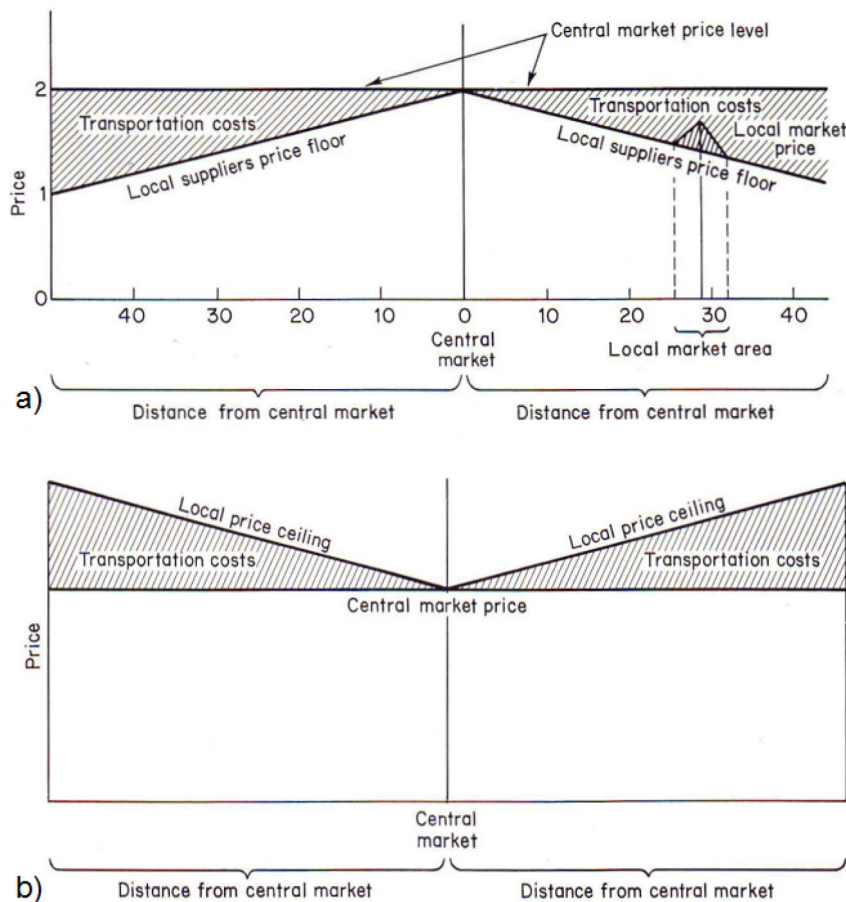 Central market price level
2
Transportation costs
Transportation costs
Local market
price
Local suppliers price floor
Local suppliers price floor
1
Price
0
40 30 20 10 0 10 20 30 40
Central
market
Local market area
a)
Distance from central market
Distance from central market
Local price ceiling
Local price ceiling
Transportation costs
Transportation costs
Central market price
Price
Central
market
b)
Distance from central market
Distance from central market